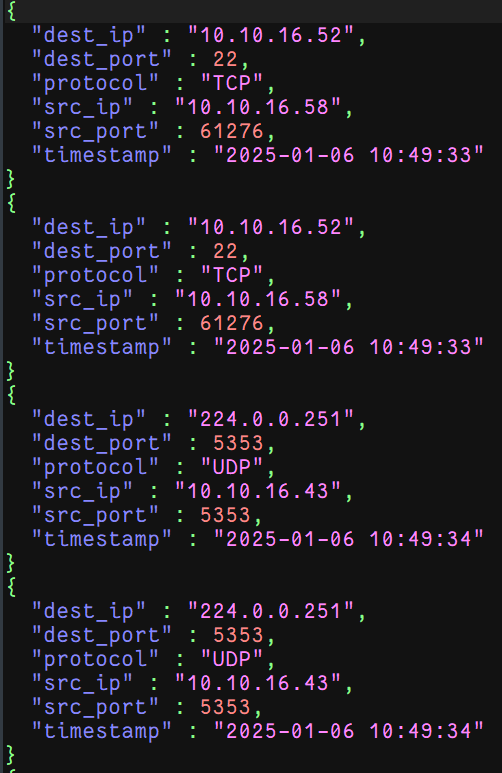 {
"dest_ip" : "10.10.16.52",
"dest_port" : 22,
"protocol" : "TCP",
"src_ip" : "10.10.16.58",
"src_port" : 61276,
"timestamp" : "2025-01-06 10:49:33"
}
{
"dest_ip" : "10.10.16.52",
"dest_port" : 22,
"protocol" : "TCP",
"src_ip" : "10.10.16.58",
"src_port" : 61276,
"timestamp" : "2025-01-06 10:49:33"
}
{
"dest_ip" : "224.0.0.251",
"dest_port" : 5353,
"protocol" : "UDP",
"src_ip" : "10.10.16.43",
"src_port" : 5353,
"timestamp" : "2025-01-06 10:49:34"
}
{
"dest_ip" : "224.0.0.251",
"dest_port" : 5353,
"protocol" : "UDP",
"src_ip" : "10.10.16.43",
"src_port" : 5353,
"timestamp" : "2025-01-06 10:49:34"
}
{